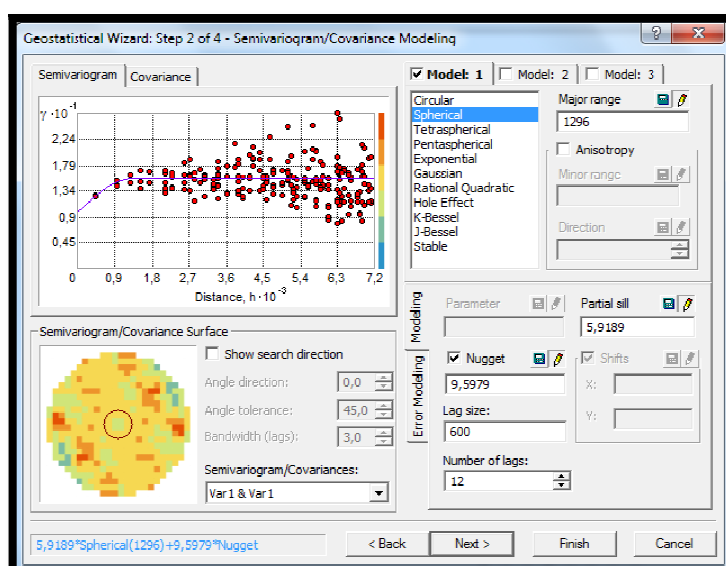 Geostatistical Wizard: Step 2 of 4 - Semivariogram/Covariance Modeling
Semivariogram
Covariance
γ·10⁻¹
2,24
1,79
1,34
0,9
0,45
0 0,9 1,8 2,7 3,6 4,5 5,4 6,3 7,2
Distance, h·10⁻³
Semivariogram/Covariance Surface
Show search direction
Angle direction: 0,0
Angle tolerance: 45,0
Bandwidth (lags): 3,0
Semivariogram/Covariances:
Var1 & Var1
Model: 1 Model: 2 Model: 3
Circular
Spherical
Tetraspherical
Pentaspherical
Exponential
Gaussian
Rational Quadratic
Hole Effect
K-Bessel
J-Bessel
Stable
Major range
1296
Anisotropy
Minor range
Direction
Modeling
Error Modeling
Parameter
Partial sill
5,9189
Nugget
9,5979
Shifts
X:
Y:
Lag size:
600
Number of lags:
12
5,9189*Spherical(1296)+9,5979*Nugget
< Back
Next >
Finish
Cancel